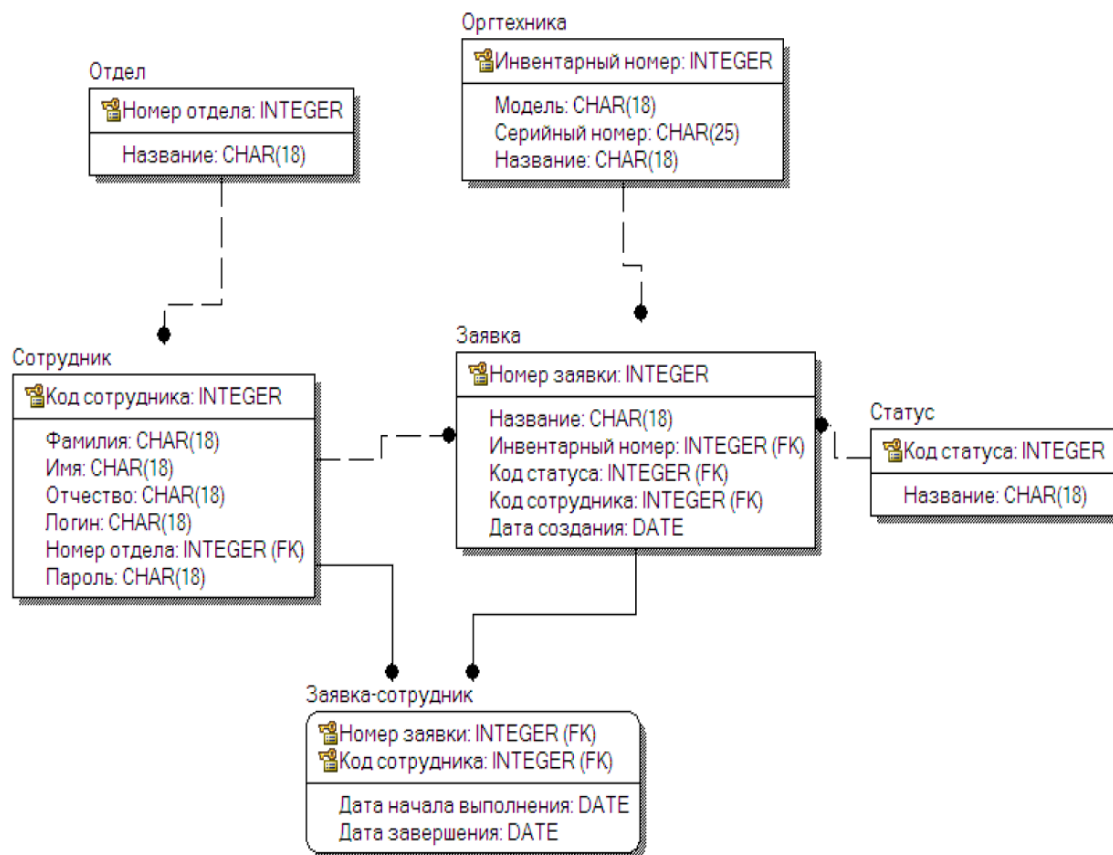 Оргтехника
Инвентарный номер: INTEGER
Модель: CHAR(18)
Серийный номер: CHAR(25)
Название: CHAR(18)
Отдел
Номер отдела: INTEGER
Название: CHAR(18)
Сотрудник
Код сотрудника: INTEGER
Фамилия: CHAR(18)
Имя: CHAR(18)
Отчество: CHAR(18)
Логин: CHAR(18)
Номер отдела: INTEGER (FK)
Пароль: CHAR(18)
Заявка
Номер заявки: INTEGER
Название: CHAR(18)
Инвентарный номер: INTEGER (FK)
Код статуса: INTEGER (FK)
Код сотрудника: INTEGER (FK)
Дата создания: DATE
Статус
Код статуса: INTEGER
Название: CHAR(18)
Заявка-сотрудник
Номер заявки: INTEGER (FK)
Код сотрудника: INTEGER (FK)
Дата начала выполнения: DATE
Дата завершения: DATE